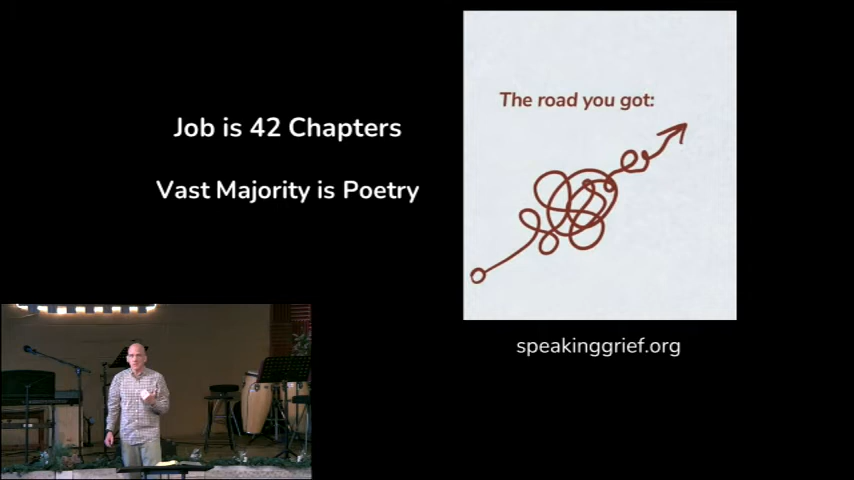 Job is 42 Chapters
Vast Majority is Poetry
The road you got:
speakinggrief.org